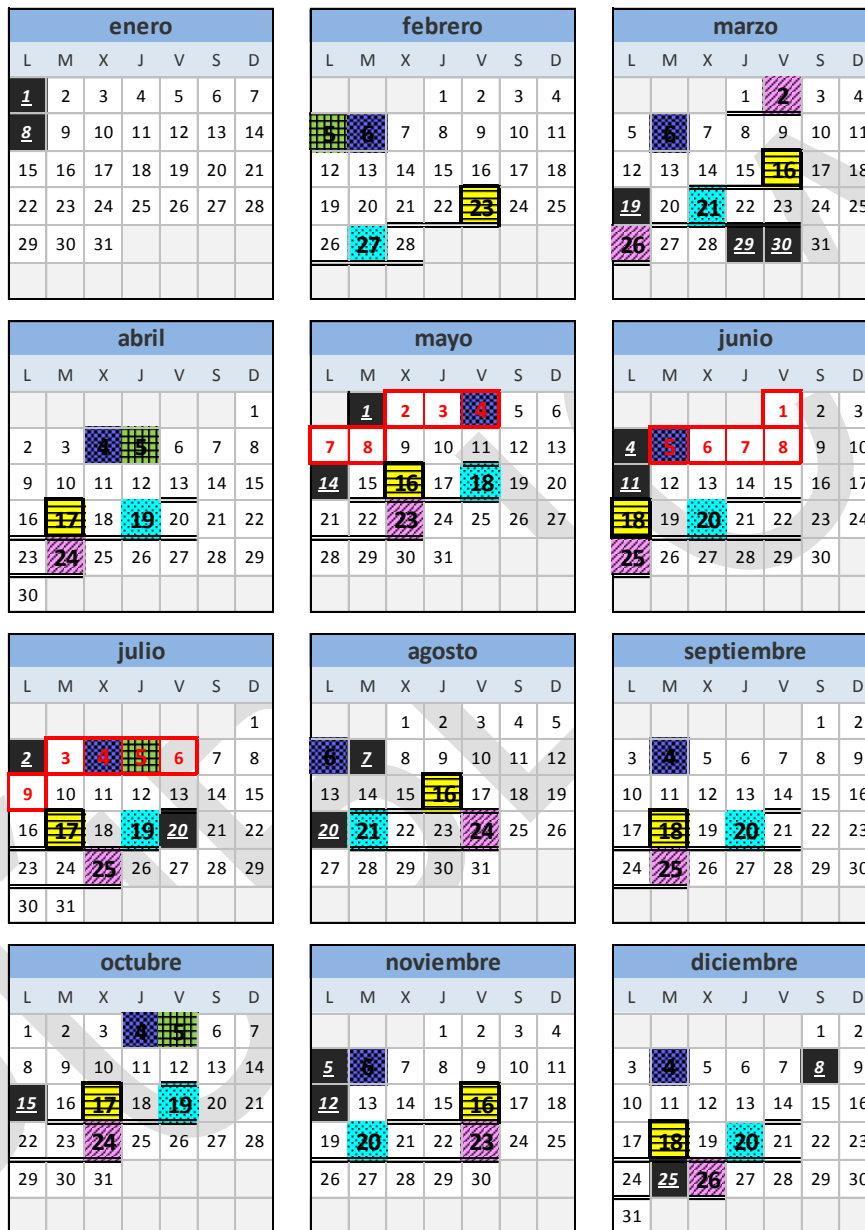 enero febrero marzo
L M X J V S D L M X J V S D L M X J V S D
1 2 3 4 5 6 7 1 2 3 4 1 2 3 4
8 9 10 11 12 13 14 5 6 7 8 9 10 11 5 6 7 8 9 10 11
15 16 17 18 19 20 21 12 13 14 15 16 17 18 12 13 14 15 16 17 18
22 23 24 25 26 27 28 19 20 21 22 23 24 25 19 20 21 22 23 24 25
29 30 31 26 27 28 26 27 28 29 30 31
abril mayo junio
L M X J V S D L M X J V S D L M X J V S D
1 1 2 3 4 5 6 1 2 3
2 3 4 5 6 7 8 7 8 9 10 11 12 13 4 5 6 7 8 9 10
9 10 11 12 13 14 15 14 15 16 17 18 19 20 11 12 13 14 15 16 17
16 17 18 19 20 21 22 21 22 23 24 25 26 27 18 19 20 21 22 23 24
23 24 25 26 27 28 29 28 29 30 31 25 26 27 28 29 30
30
julio agosto septiembre
L M X J V S D L M X J V S D L M X J V S D
1 1 2 3 4 5 1 2
2 3 4 5 6 7 8 6 7 8 9 10 11 12 3 4 5 6 7 8 9
9 10 11 12 13 14 15 13 14 15 16 17 18 19 10 11 12 13 14 15 16
16 17 18 19 20 21 22 20 21 22 23 24 25 26 17 18 19 20 21 22 23
23 24 25 26 27 28 29 27 28 29 30 31 24 25 26 27 28 29 30
30 31
octubre noviembre diciembre
L M X J V S D L M X J V S D L M X J V S D
1 2 3 4 5 6 7 1 2 3 4 1 2
8 9 10 11 12 13 14 5 6 7 8 9 10 11 3 4 5 6 7 8 9
15 16 17 18 19 20 21 12 13 14 15 16 17 18 10 11 12 13 14 15 16
22 23 24 25 26 27 28 19 20 21 22 23 24 25 17 18 19 20 21 22 23
29 30 31 26 27 28 29 30 24 25 26 27 28 29 30
31